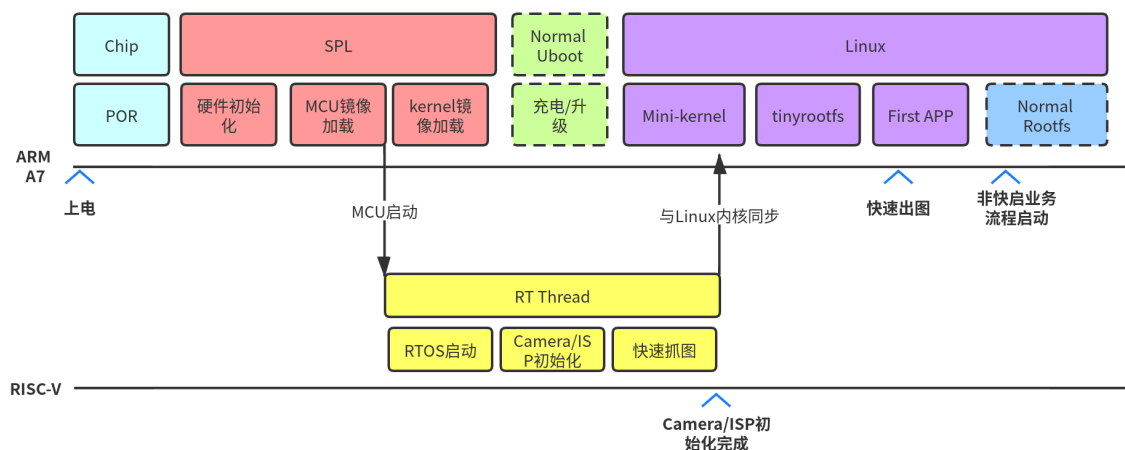 Chip
SPL
Normal
Uboot
Linux
POR
硬件初始
化
MCU镜像
加载
kernel镜
像加载
充电/升
级
Mini-kernel
tinyrootfs
First APP
Normal
Rootfs
ARM
A7
上电
MCU启动
与Linux内核同步
快速出图
非快启业务
流程启动
RT Thread
RTOS启动
Camera/IS
P初始化
快速抓图
RISC-V
Camera/ISP初
始化完成